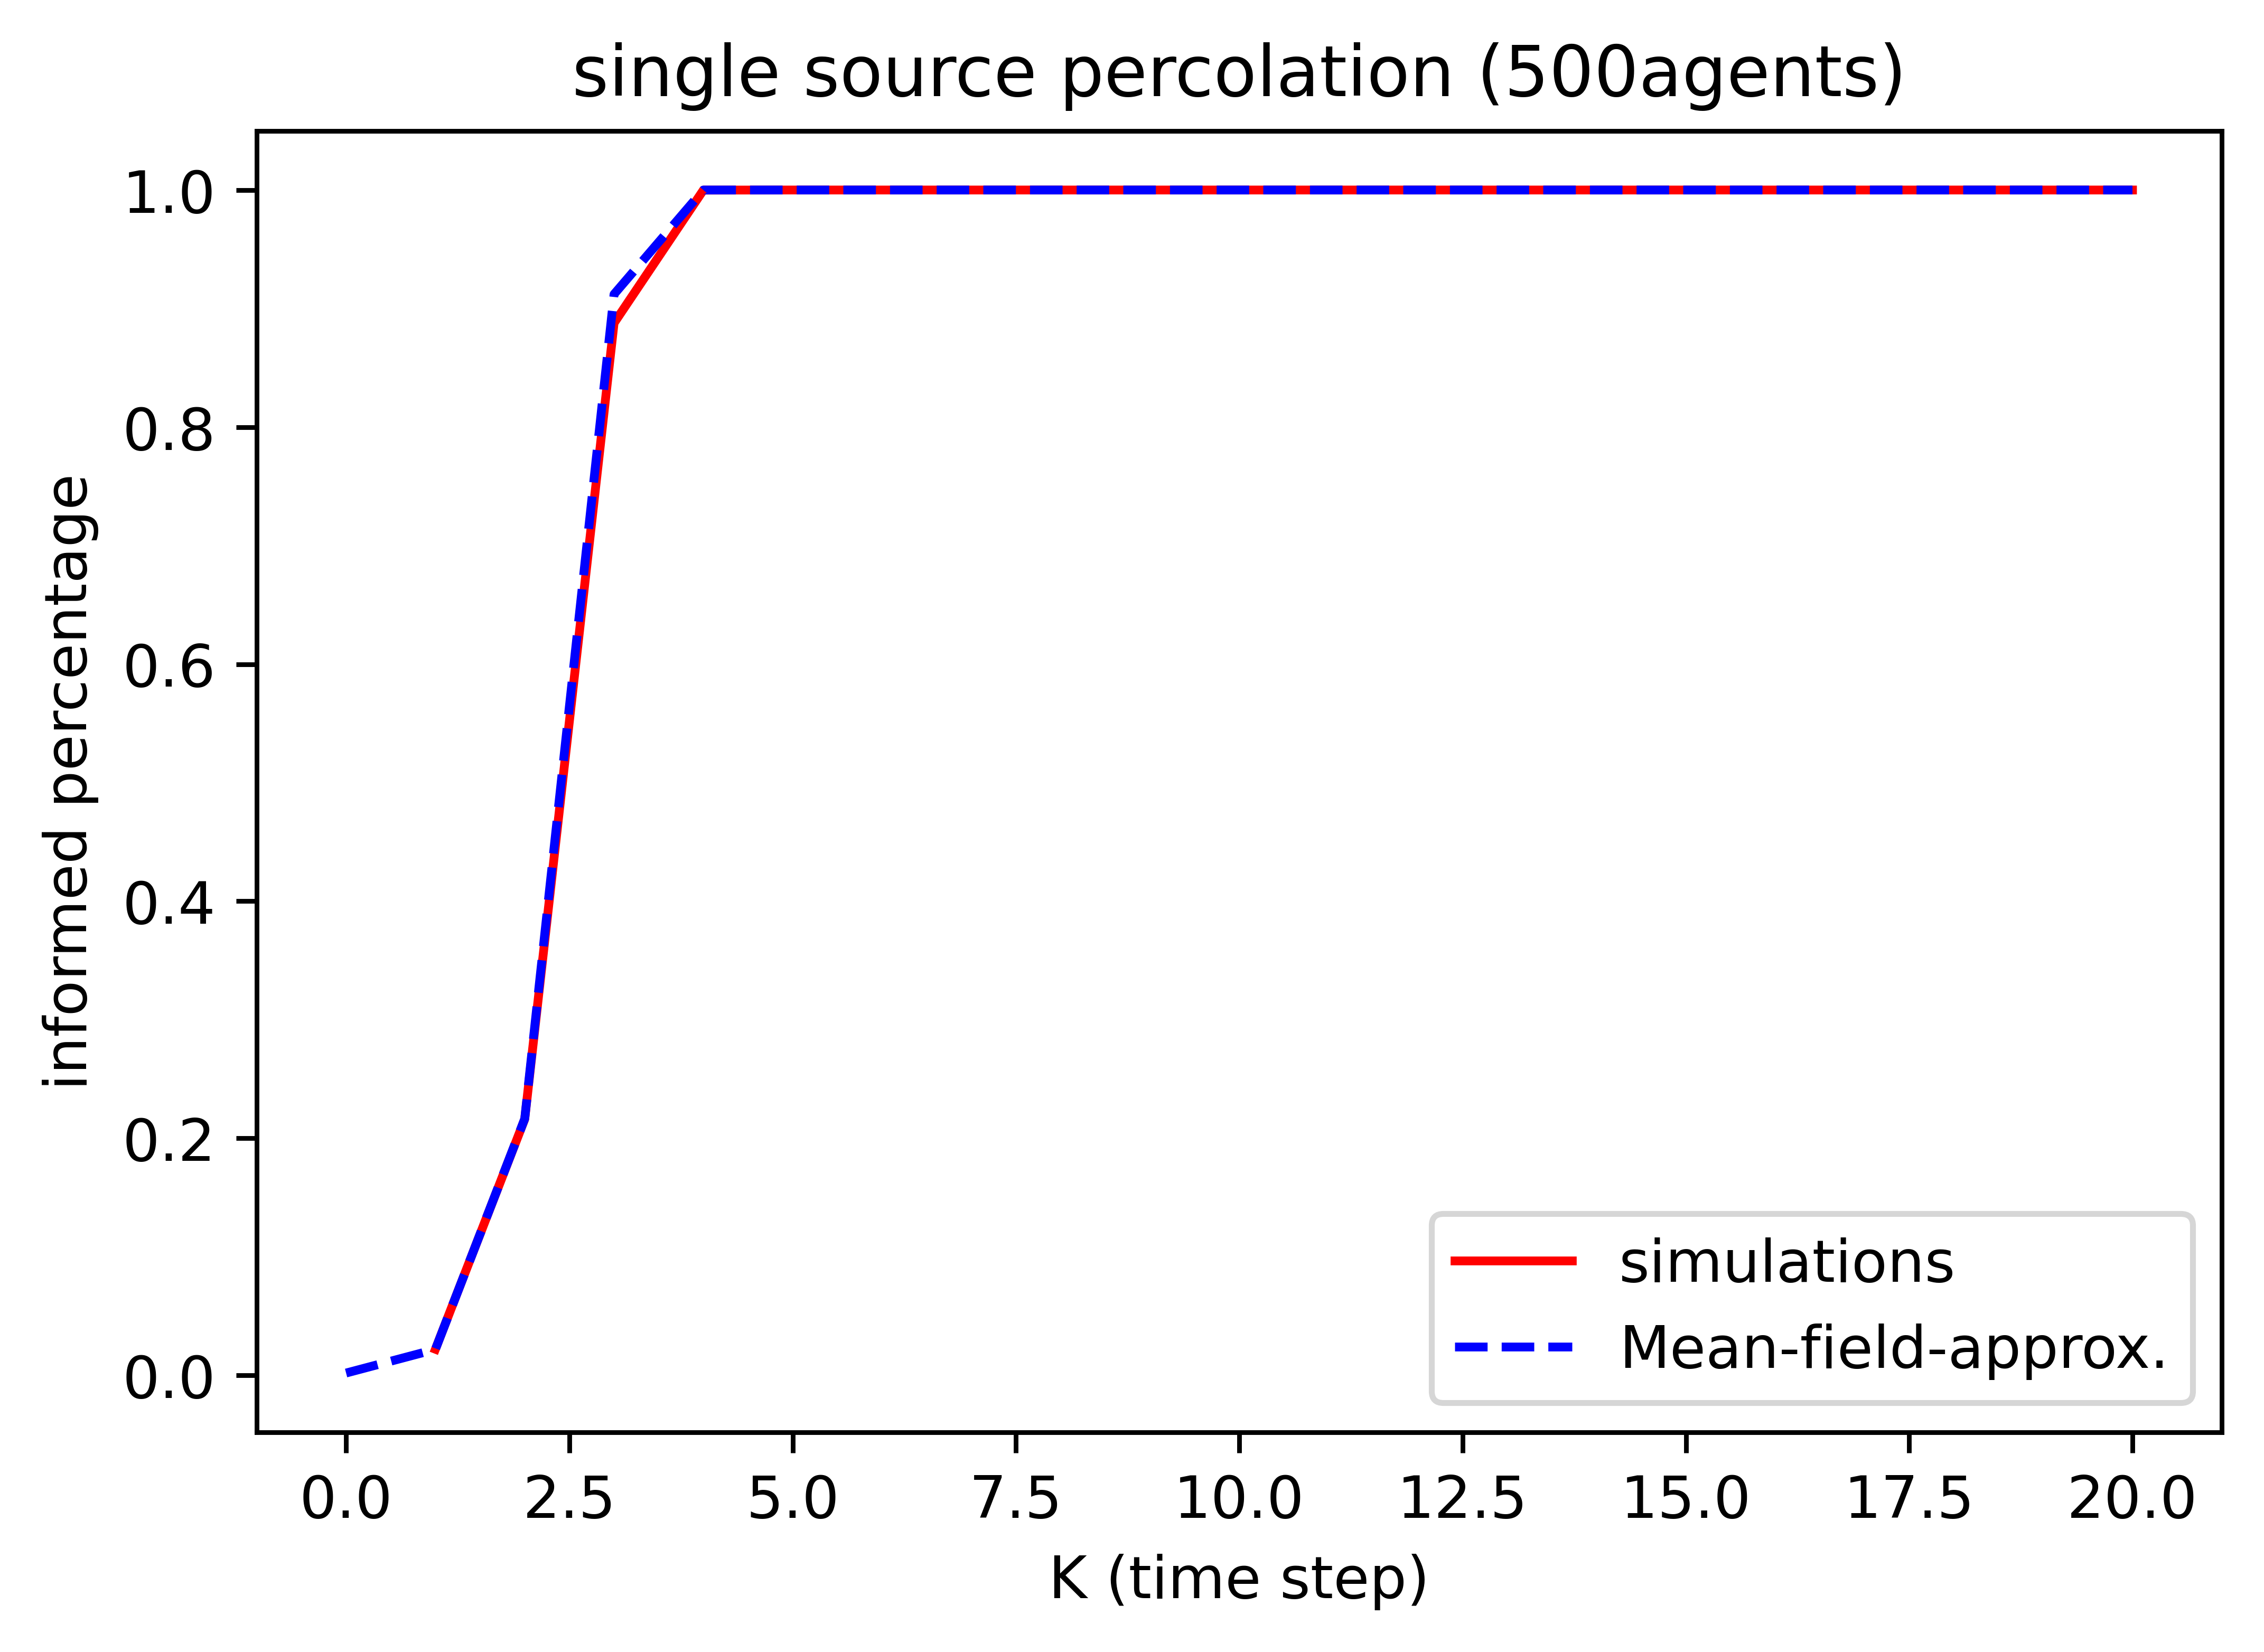 single source percolation (500agents)
informed percentage
1.0
0.8
0.6
0.4
0.2
0.0
simulations
Mean-field-approx.
0.0 2.5 5.0 7.5 10.0 12.5 15.0 17.5 20.0
K (time step)